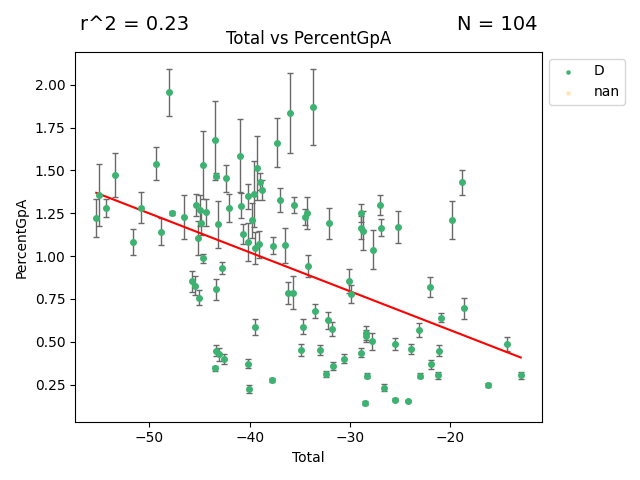 r^2 = 0.23
N = 104
Total vs PercentGpA
D
nan
2.00
1.75
1.50
1.25
1.00
0.75
0.50
0.25
PercentGpA
−50
−40
−30
−20
Total